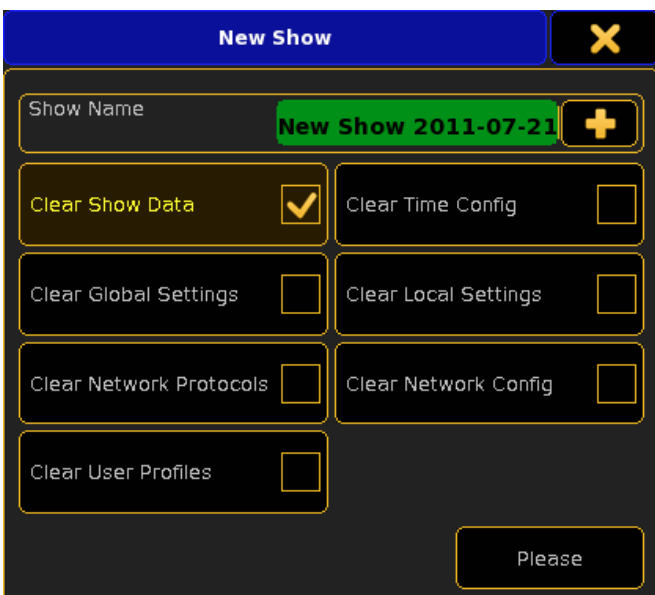 New Show
Show Name
New Show 2011-07-21
Clear Show Data
Clear Time Config
Clear Global Settings
Clear Local Settings
Clear Network Protocols
Clear Network Config
Clear User Profiles
Please